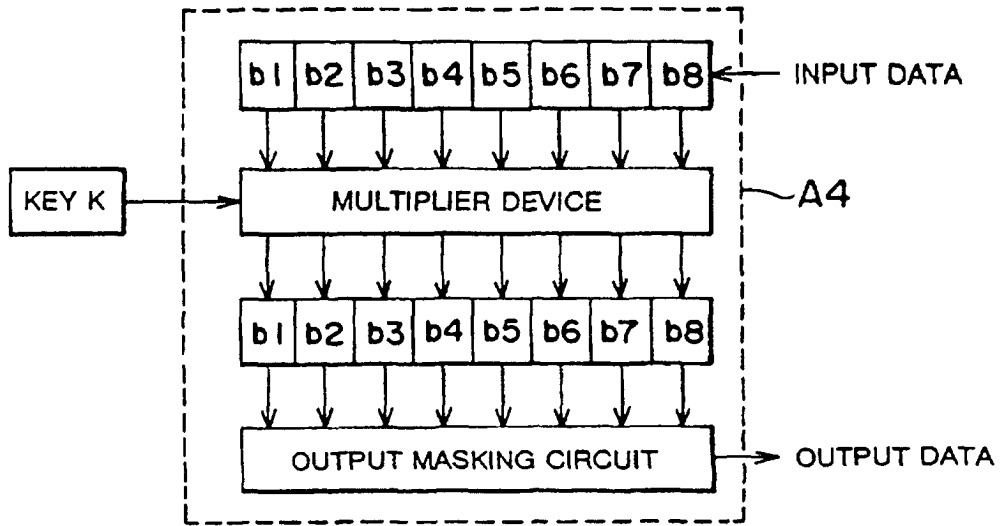 b1 b2 b3 b4 b5 b6 b7 b8
INPUT DATA
KEY K
MULTIPLIER DEVICE
A4
b1 b2 b3 b4 b5 b6 b7 b8
OUTPUT MASKING CIRCUIT
OUTPUT DATA